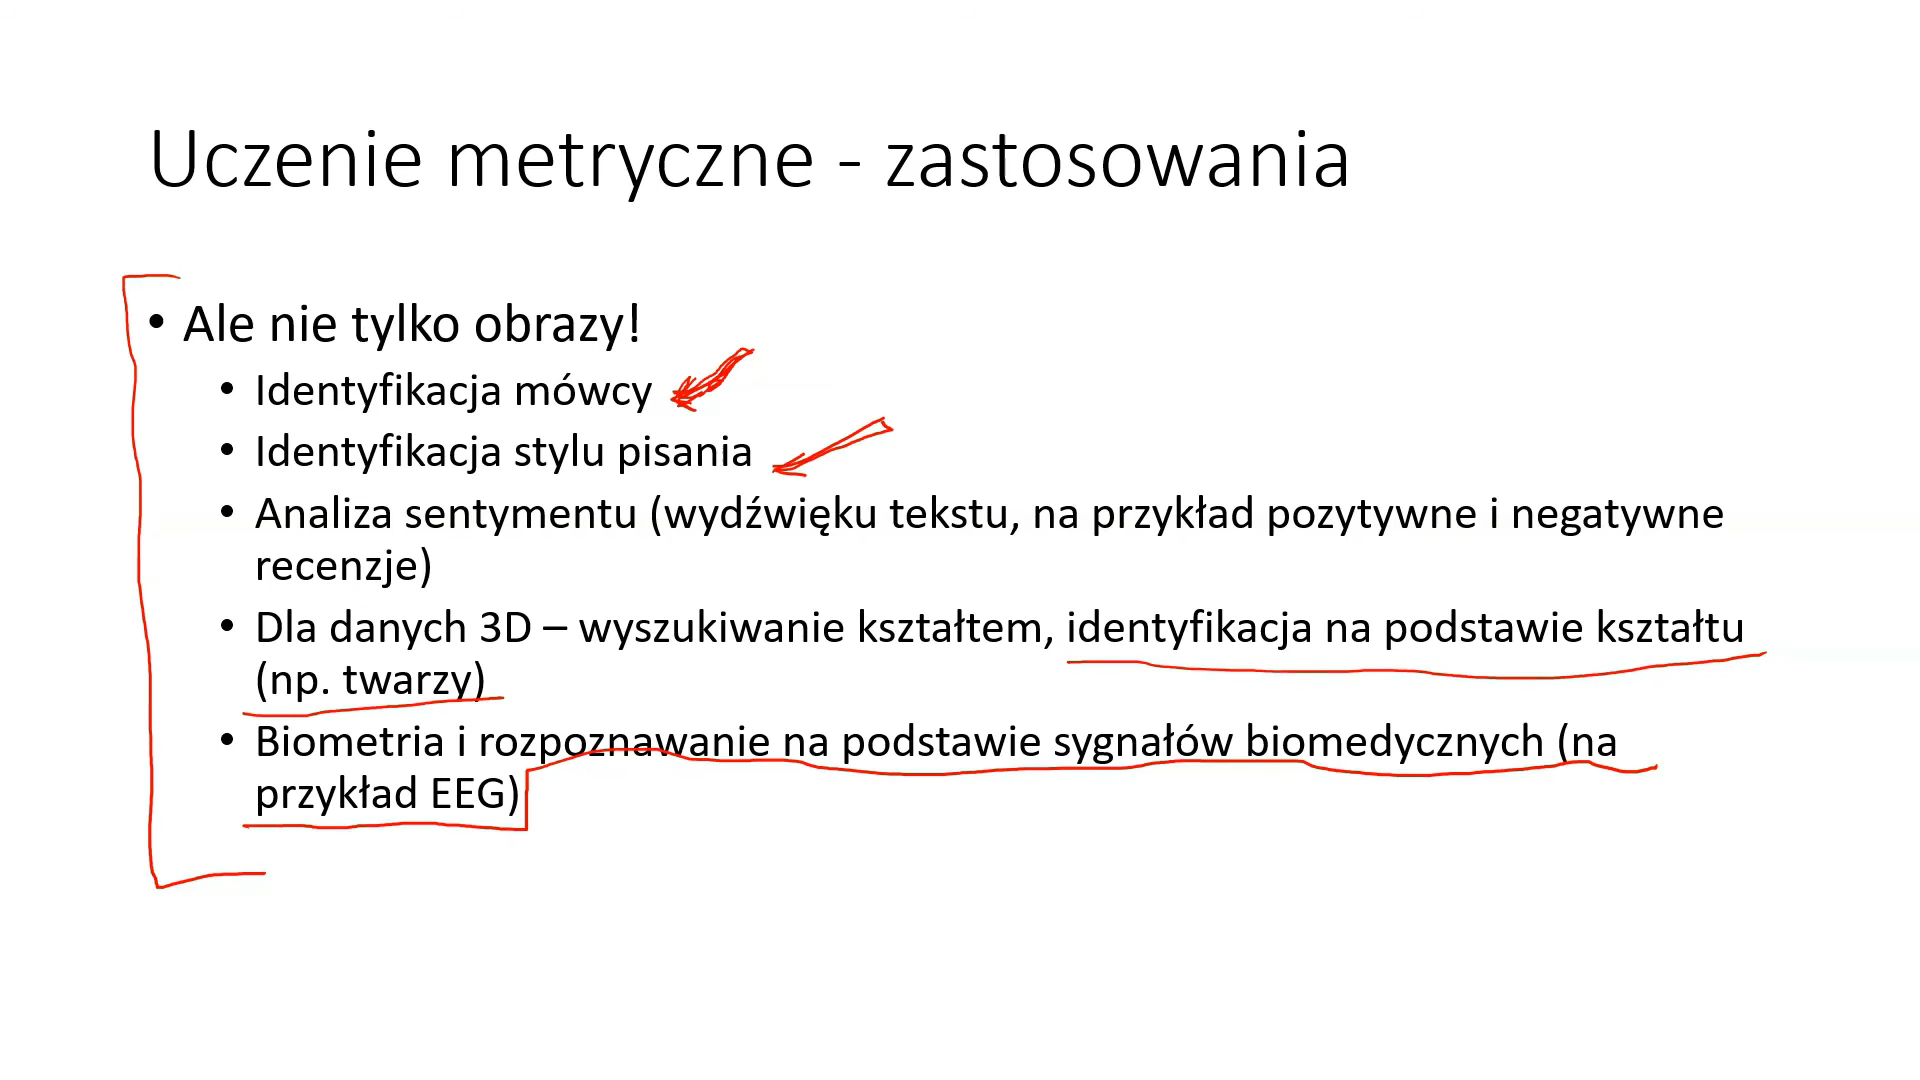 Uczenie metryczne - zastosowania
• Ale nie tylko obrazy!
• Identyfikacja mówcy
• Identyfikacja stylu pisania
• Analiza sentymentu (wydźwięku tekstu, na przykład pozytywne i negatywne
recenzje)
• Dla danych 3D – wyszukiwanie kształtem, identyfikacja na podstawie kształtu
(np. twarzy)
• Biometria i rozpoznawanie na podstawie sygnałów biomedycznych (na
przykład EEG)